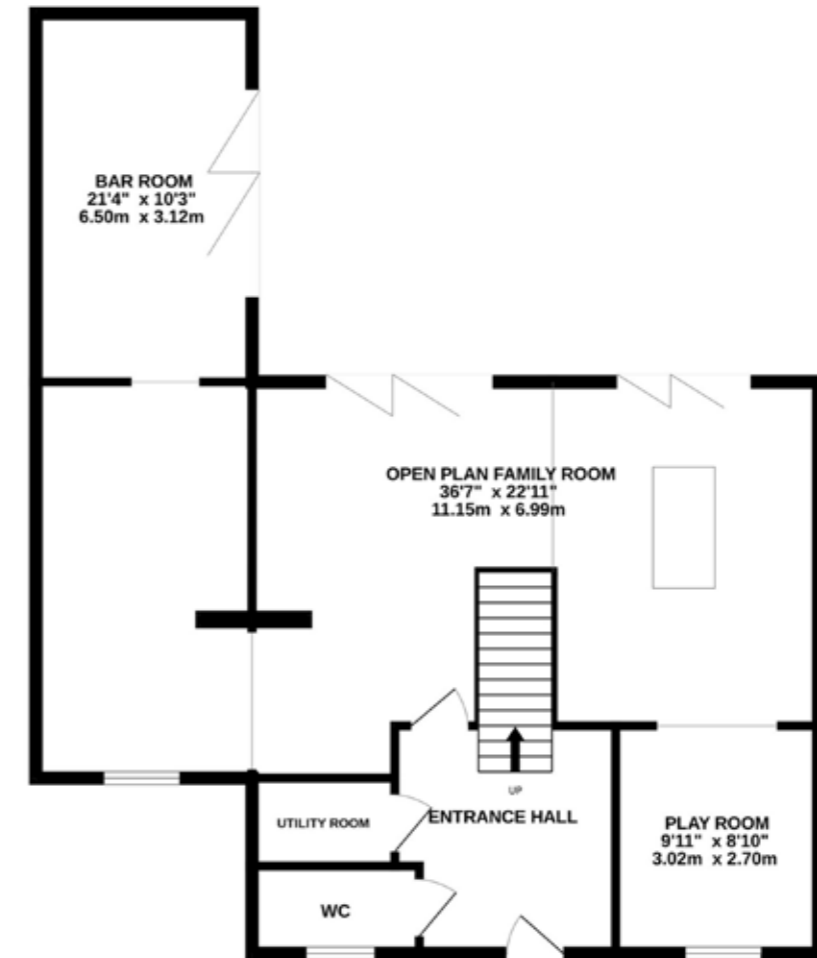 BAR ROOM
21'4" x 10'3"
6.50m x 3.12m
OPEN PLAN FAMILY ROOM
36'7" x 22'11"
11.15m x 6.99m
UP
UTILITY ROOM
ENTRANCE HALL
PLAY ROOM
9'11" x 8'10"
3.02m x 2.70m
WC